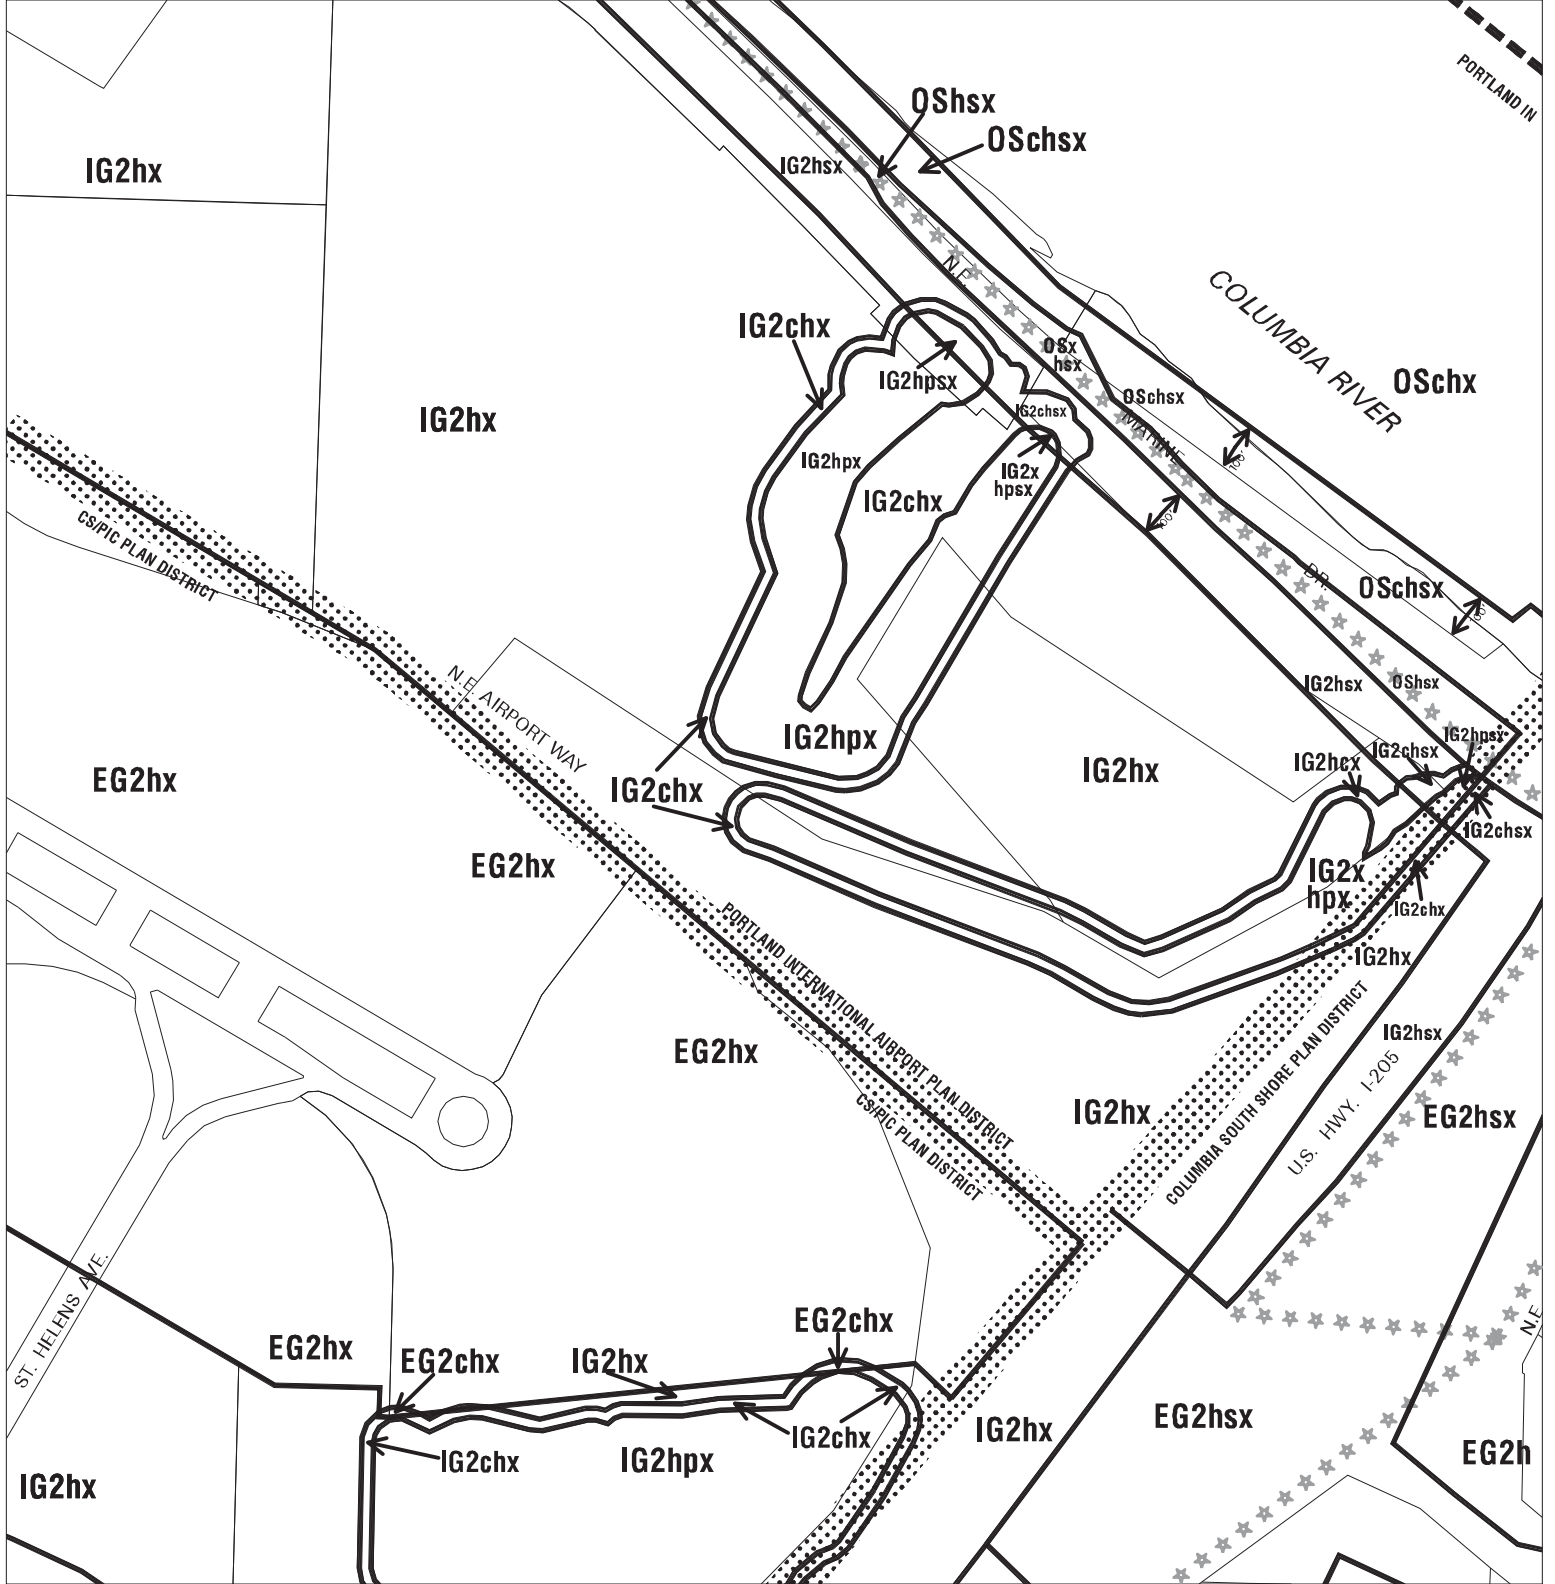 PORTLAND IN
OShsx
OSchsx
IG2hsx
IG2hx
N.E.
COLUMBIA RIVER
IG2chx
OSx
hsx
OSchx
IG2hpsx
OSchsx
IG2chsx
IG2hx
MARINE
IG2hpx
100'
IG2x
hpsx
IG2chx
100'
CS/PIC PLAN DISTRICT
DR.
OSchsx
100'
N.E. AIRPORT WAY
IG2hsx
OShsx
IG2hpx
IG2hpsx
IG2chsx
IG2hcx
IG2hx
EG2hx
IG2chx
IG2chsx
EG2hx
IG2x
hpx
IG2chx
PORTLAND INTERNATIONAL AIRPORT PLAN DISTRICT
CS/PIC PLAN DISTRICT
IG2hx
EG2hx
COLUMBIA SOUTH SHORE PLAN DISTRICT
IG2hsx
U.S. HWY. I-205
IG2hx
EG2hsx
ST. HELENS AVE.
EG2chx
N.E
EG2hx
EG2chx
IG2hx
IG2chx
IG2hx
EG2hsx
IG2chx
IG2hpx
EG2h
IG2hx